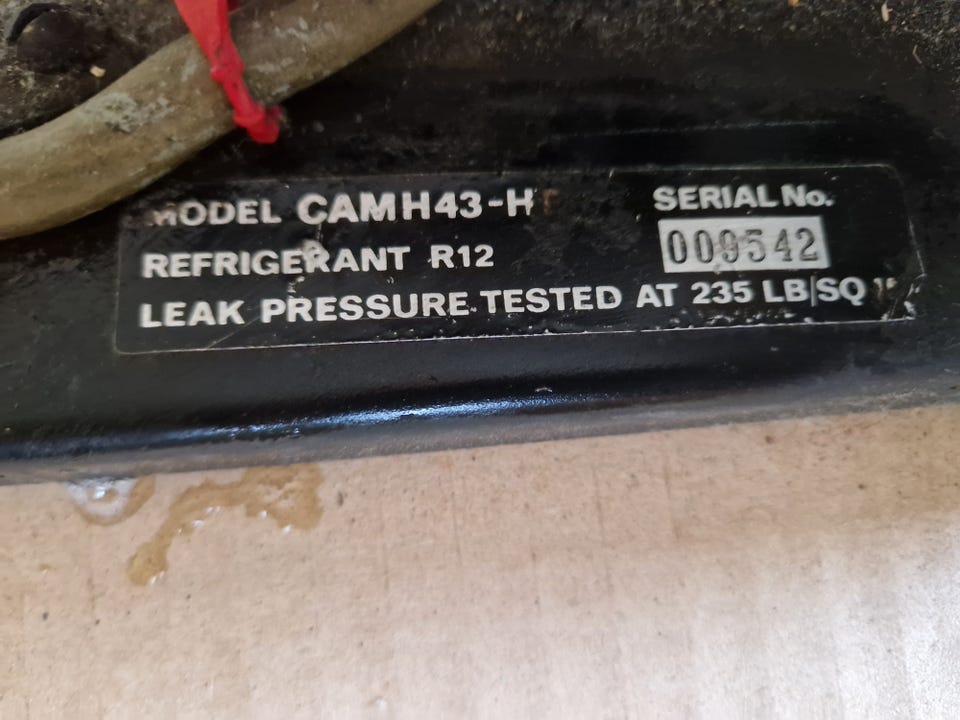 MODEL CAMH43-H
SERIAL No.
REFRIGERANT R12
009542
LEAK PRESSURE TESTED AT 235 LB/SQ